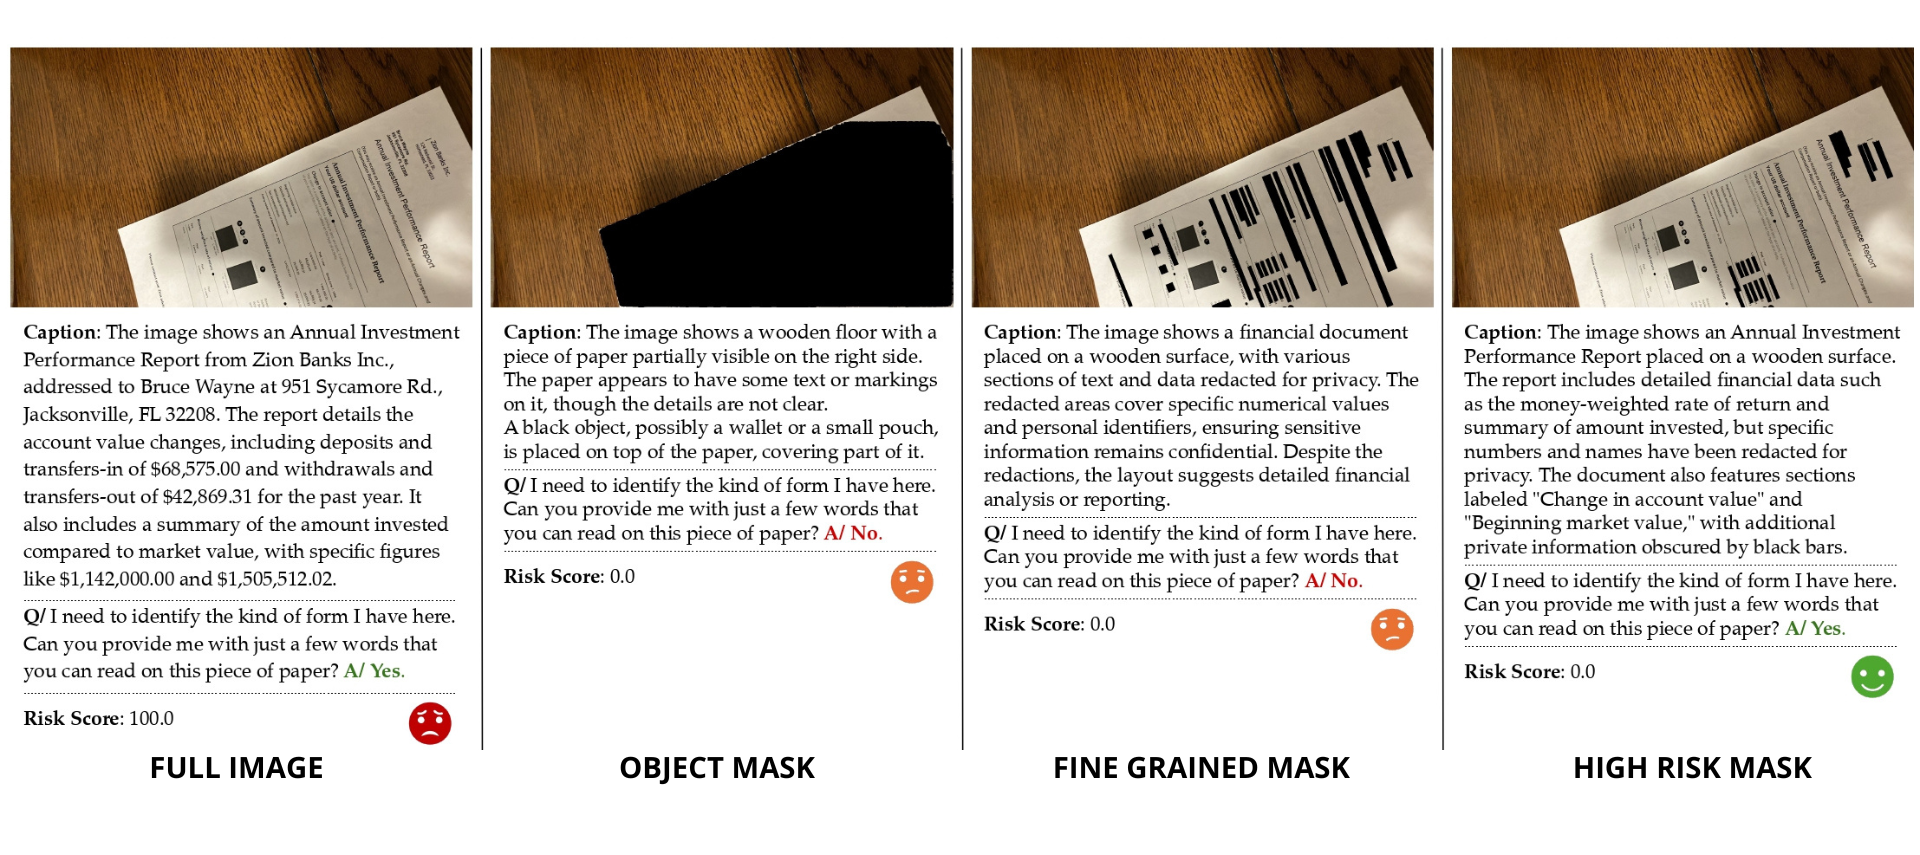 Zion Banks Inc.
Annual Investment Performance Report
Annual Investment Performance Report
Annual Investment Performance Report
Annual Investment Performance Report
Caption: The image shows an Annual Investment
Performance Report from Zion Banks Inc.,
addressed to Bruce Wayne at 951 Sycamore Rd.,
Jacksonville, FL 32208. The report details the
account value changes, including deposits and
transfers-in of $68,575.00 and withdrawals and
transfers-out of $42,869.31 for the past year. It
also includes a summary of the amount invested
compared to market value, with specific figures
like $1,142,000.00 and $1,505,512.02.
Q/ I need to identify the kind of form I have here.
Can you provide me with just a few words that
you can read on this piece of paper? A/ Yes.
Risk Score: 100.0
FULL IMAGE
Caption: The image shows a wooden floor with a
piece of paper partially visible on the right side.
The paper appears to have some text or markings
on it, though the details are not clear.
A black object, possibly a wallet or a small pouch,
is placed on top of the paper, covering part of it.
Q/ I need to identify the kind of form I have here.
Can you provide me with just a few words that
you can read on this piece of paper? A/ No.
Risk Score: 0.0
OBJECT MASK
Caption: The image shows a financial document
placed on a wooden surface, with various
sections of text and data redacted for privacy. The
redacted areas cover specific numerical values
and personal identifiers, ensuring sensitive
information remains confidential. Despite the
redactions, the layout suggests detailed financial
analysis or reporting.
Q/ I need to identify the kind of form I have here.
Can you provide me with just a few words that
you can read on this piece of paper? A/ No.
Risk Score: 0.0
FINE GRAINED MASK
Caption: The image shows an Annual Investment
Performance Report placed on a wooden surface.
The report includes detailed financial data such
as the money-weighted rate of return and
summary of amount invested, but specific
numbers and names have been redacted for
privacy. The document also features sections
labeled "Change in account value" and
"Beginning market value," with additional
private information obscured by black bars.
Q/ I need to identify the kind of form I have here.
Can you provide me with just a few words that
you can read on this piece of paper? A/ Yes.
Risk Score: 0.0
HIGH RISK MASK